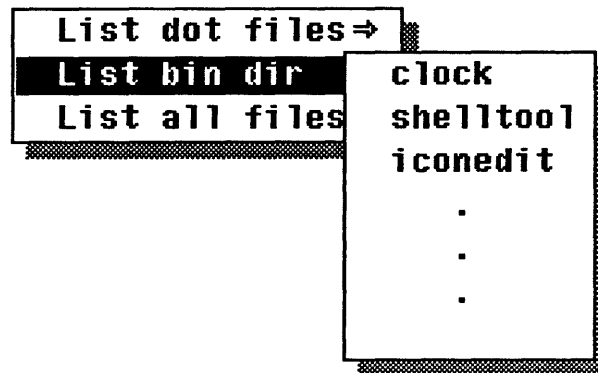 List dot files⇒
List bin dir
List all files
clock
shelltool
iconedit
.
.
.